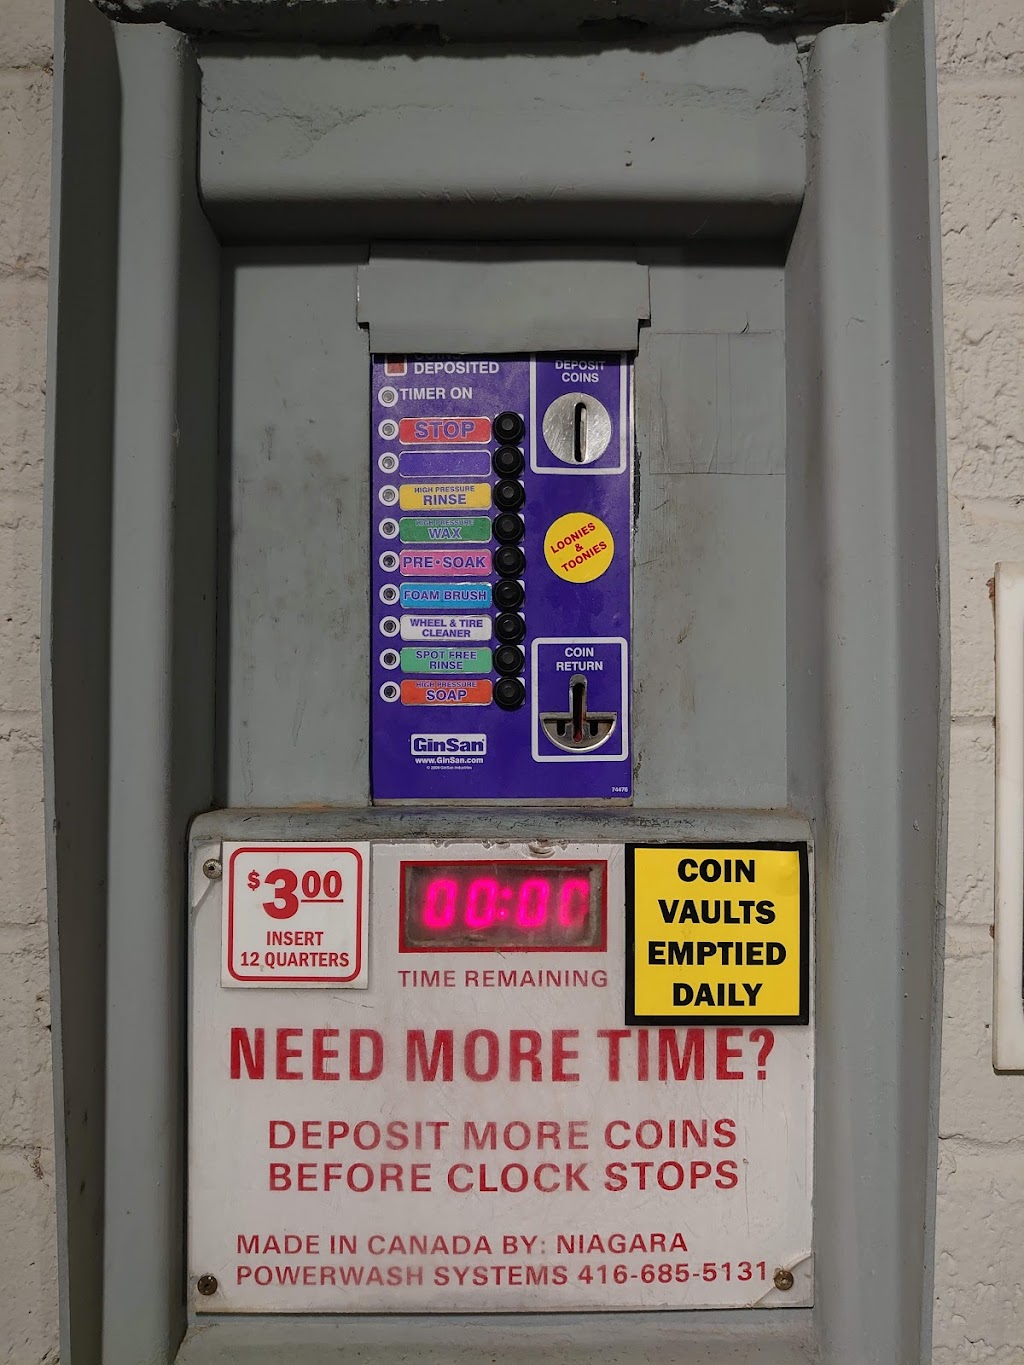 DEPOSITED
TIMER ON
STOP
HIGH PRESSURE
RINSE
HIGH PRESSURE
WAX
PRE•SOAK
FOAM BRUSH
WHEEL & TIRE
CLEANER
SPOT FREE
RINSE
HIGH PRESSURE
SOAP
GinSan
www.GinSan.com
DEPOSIT
COINS
LOONIES
&
TOONIES
COIN
RETURN
74476
$3.00
INSERT
12 QUARTERS
00:00
TIME REMAINING
COIN
VAULTS
EMPTIED
DAILY
NEED MORE TIME?
DEPOSIT MORE COINS
BEFORE CLOCK STOPS
MADE IN CANADA BY: NIAGARA
POWERWASH SYSTEMS 416-685-5131